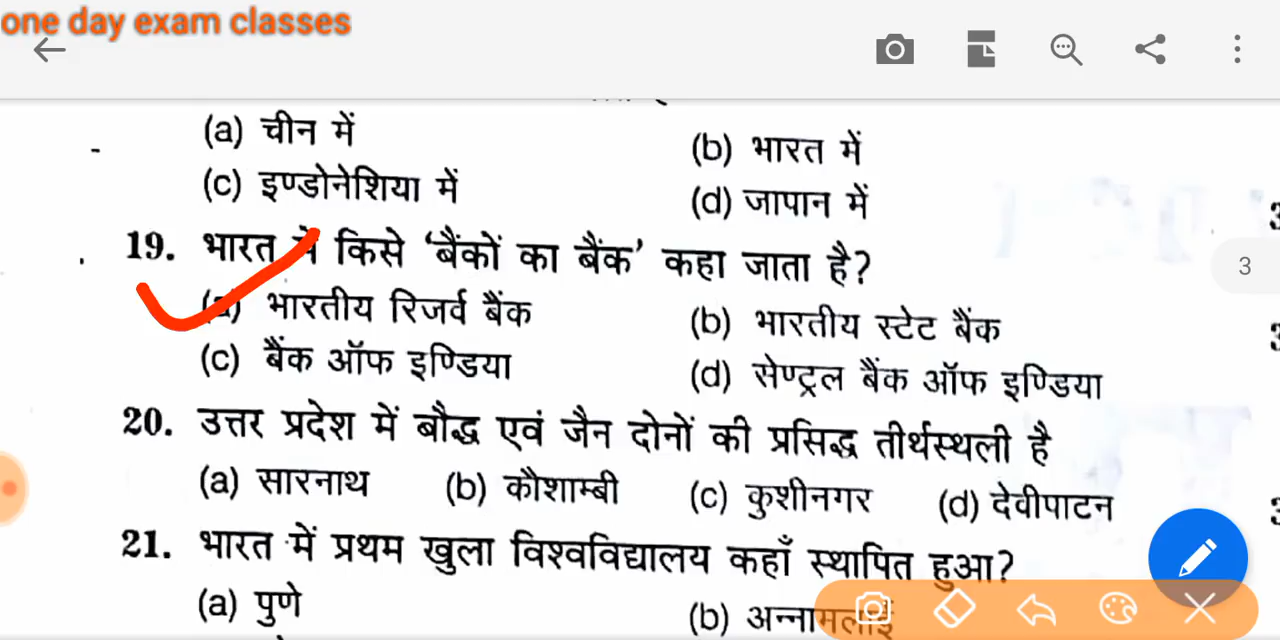 one day exam classes
(a) चीन में
(b) भारत में
(c) इण्डोनेशिया में
(d) जापान में
19. भारत में किसे ‘बैंकों का बैंक’ कहा जाता है?
(a) भारतीय रिजर्व बैंक
(b) भारतीय स्टेट बैंक
(c) बैंक ऑफ इण्डिया
(d) सेण्ट्रल बैंक ऑफ इण्डिया
20. उत्तर प्रदेश में बौद्ध एवं जैन दोनों की प्रसिद्ध तीर्थस्थली है
(a) सारनाथ (b) कौशाम्बी (c) कुशीनगर (d) देवीपाटन
21. भारत में प्रथम खुला विश्वविद्यालय कहाँ स्थापित हुआ?
(a) पुणे
(b) अन्नामलाई
3